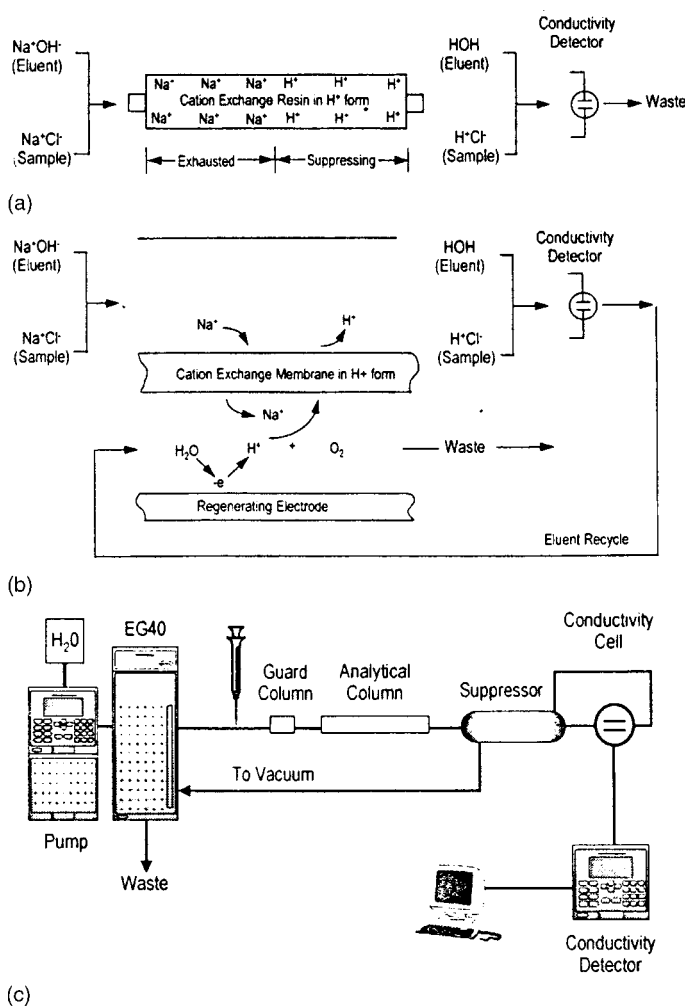 Na⁺OH⁻
(Eluent)
Na⁺Cl⁻
(Sample)
Na⁺ Na⁺ Na⁺ H⁺ H⁺ H⁺
Cation Exchange Resin in H⁺ form
Na⁺ Na⁺ Na⁺ H⁺ H⁺ H⁺
Exhausted
Suppressing
HOH
(Eluent)
H⁺Cl⁻
(Sample)
Conductivity
Detector
Waste
(a)
Na⁺OH⁻
(Eluent)
Na⁺Cl⁻
(Sample)
Na⁺
H⁺
Cation Exchange Membrane in H+ form
Na⁺
H₂O
-e
H⁺ + O₂
Regenerating Electrode
HOH
(Eluent)
H⁺Cl⁻
(Sample)
Conductivity
Detector
Waste
Eluent Recycle
(b)
H₂0
EG40
Pump
Waste
Guard
Column
Analytical
Column
Suppressor
Conductivity
Cell
To Vacuum
Conductivity
Detector
(c)